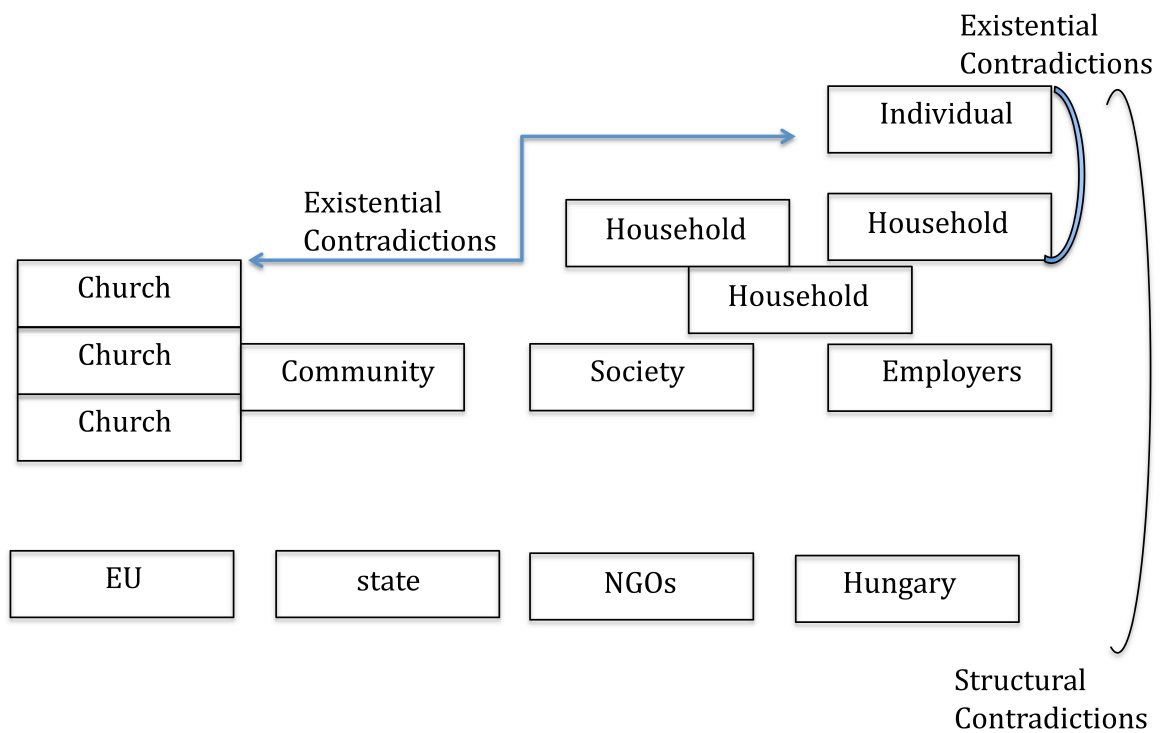 Existential
Contradictions
Individual
Existential
Contradictions
Household
Household
Household
Church
Church
Church
Community
Society
Employers
EU
state
NGOs
Hungary
Structural
Contradictions